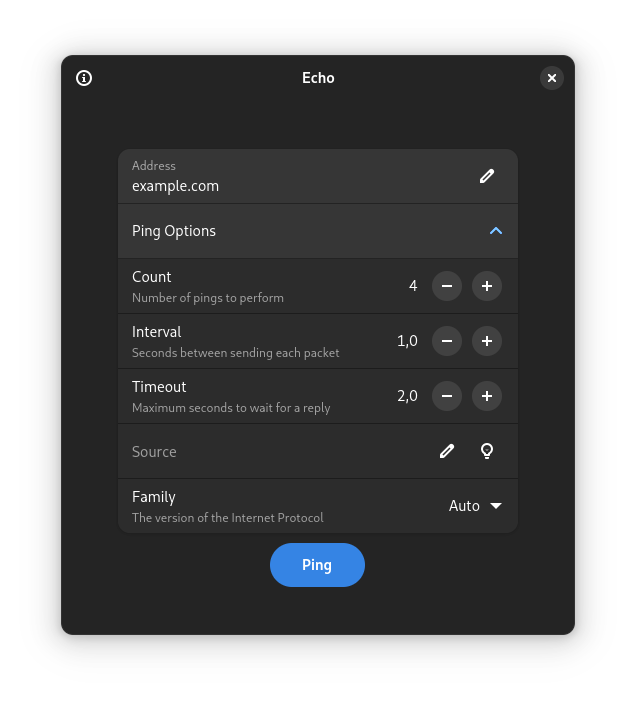 Echo
Address
example.com
Ping Options
Count
Number of pings to perform
4
Interval
Seconds between sending each packet
1,0
Timeout
Maximum seconds to wait for a reply
2,0
Source
Family
The version of the Internet Protocol
Auto
Ping